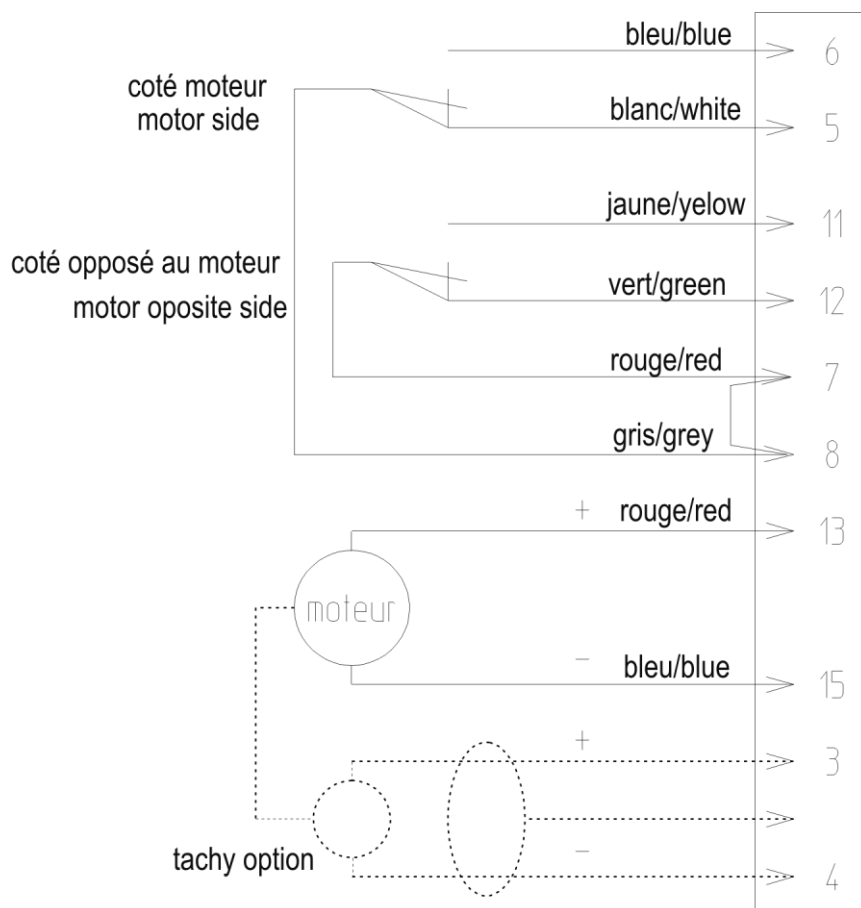 bleu/blue
6
coté moteur
motor side
blanc/white
5
jaune/yelow
11
coté opposé au moteur
motor oposite side
vert/green
12
rouge/red
7
gris/grey
8
+
rouge/red
13
moteur
−
bleu/blue
15
+
3
tachy option
−
4